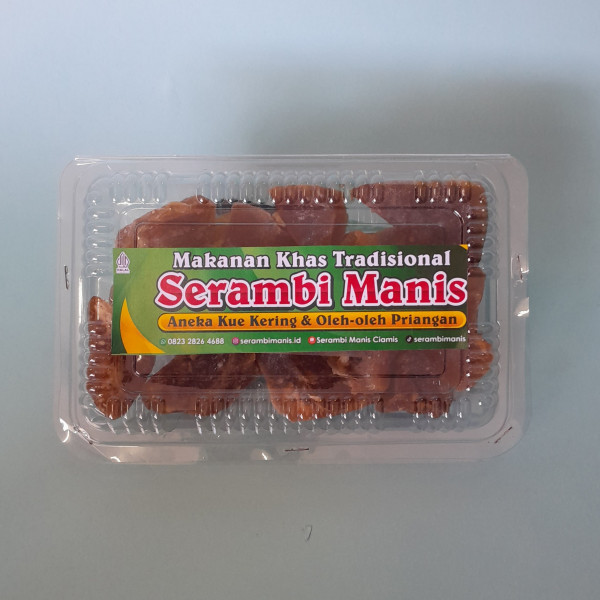 Makanan Khas Tradisional
HALAL
Serambi Manis
Aneka Kue Kering & Oleh-oleh Priangan
0823 2826 4688 serambimanis.id Serambi Manis Ciamis serambimanis